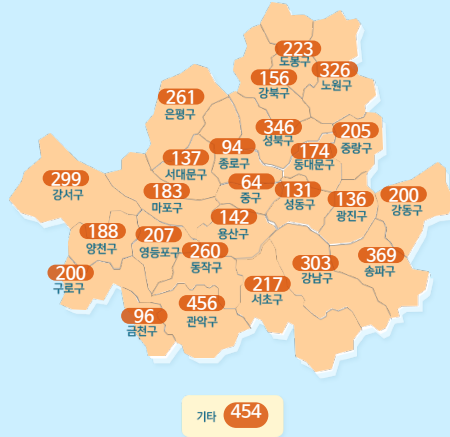 223
도봉구
326
노원구
156
강북구
261
은평구
346
성북구
205
중랑구
94
종로구
174
동대문구
137
서대문구
299
강서구
183
마포구
64
중구
131
성동구
136
광진구
200
강동구
142
용산구
188
양천구
207
영등포구
260
동작구
369
송파구
303
강남구
200
구로구
217
서초구
456
관악구
96
금천구
기타 454